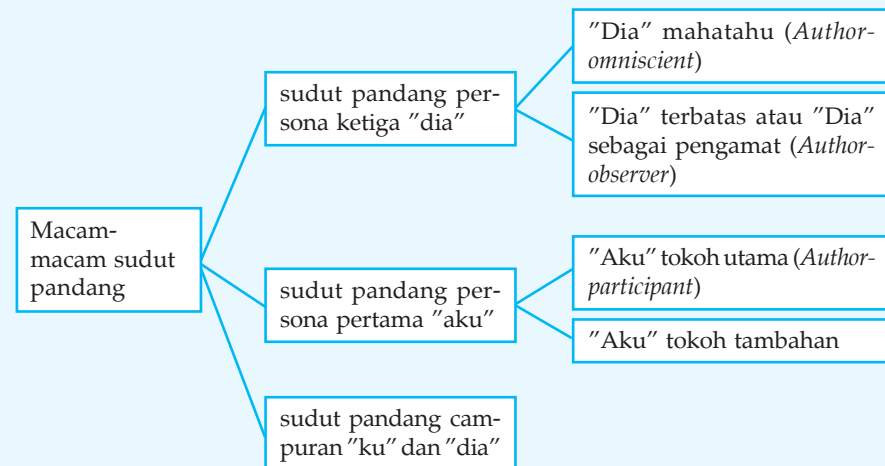 Macam-
macam sudut
pandang
sudut pandang per-
sona ketiga ”dia”
”Dia” mahatahu (Author-
omniscient)
”Dia” terbatas atau ”Dia”
sebagai pengamat (Author-
observer)
sudut pandang per-
sona pertama ”aku”
”Aku” tokoh utama (Author-
participant)
”Aku” tokoh tambahan
sudut pandang cam-
puran ”ku” dan ”dia”